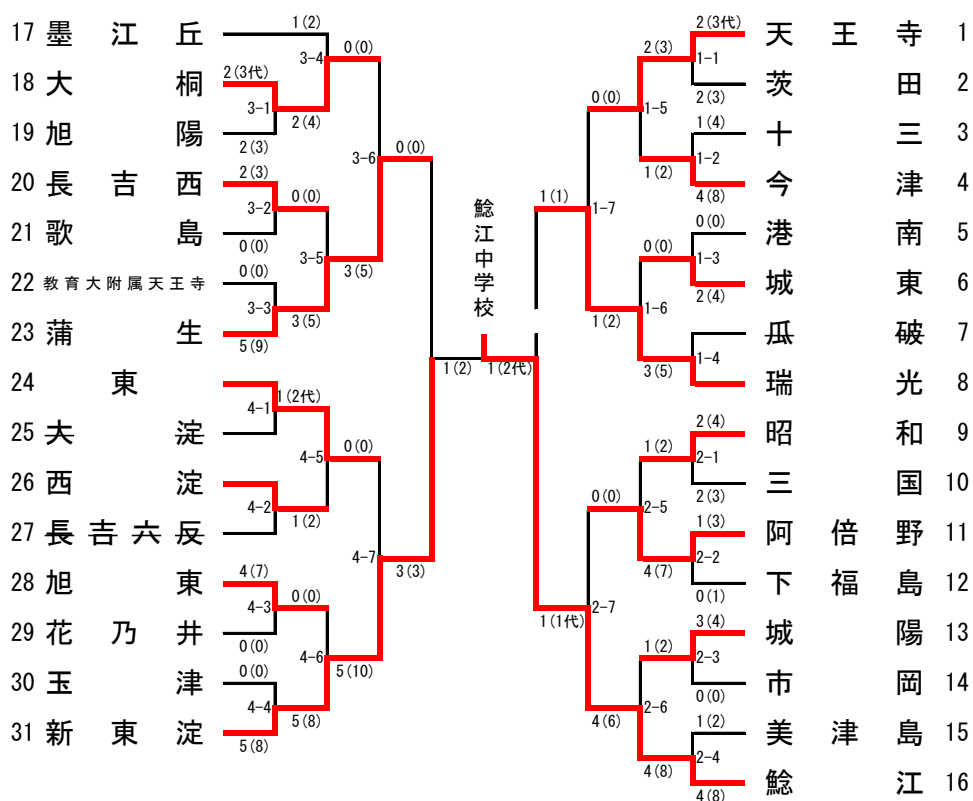 17 墨江丘
18 大桐
19 旭陽
20 長吉西
21 歌島
22 教育大附属天王寺
23 蒲生
24 東
25 大淀
26 西淀
27 長吉六反
28 旭東
29 花乃井
30 玉津
31 新東淀
1(2)
2(3代)
3-1
2(3)
3-4
2(4)
2(3)
3-2
0(0)
0(0)
3-3
5(9)
0(0)
3-5
3(5)
0(0)
3-6
3(5)
4-1
1(2代)
4-2
4-5
1(2)
4(7)
4-3
0(0)
0(0)
4-4
5(8)
0(0)
4-6
5(8)
0(0)
4-7
5(10)
0(0)
3(3)
1(2)
鯰江中学校
1(2代)
1(1)
1(1代)
0(0)
1-7
1(2)
0(0)
2-7
4(6)
2(3)
1-5
1(2)
0(0)
1-6
3(5)
1(2)
2-5
4(7)
1(2)
2-6
4(8)
2(3代)
1-1
2(3)
1(4)
1-2
4(8)
0(0)
1-3
2(4)
1-4
2(4)
2-1
2(3)
1(3)
2-2
0(1)
3(4)
2-3
0(0)
1(2)
2-4
4(8)
天王寺 1
茨田 2
十三 3
今津 4
港南 5
城東 6
瓜破 7
瑞光 8
昭和 9
三国 10
阿倍野 11
下福島 12
城陽 13
市岡 14
美津島 15
鯰江 16